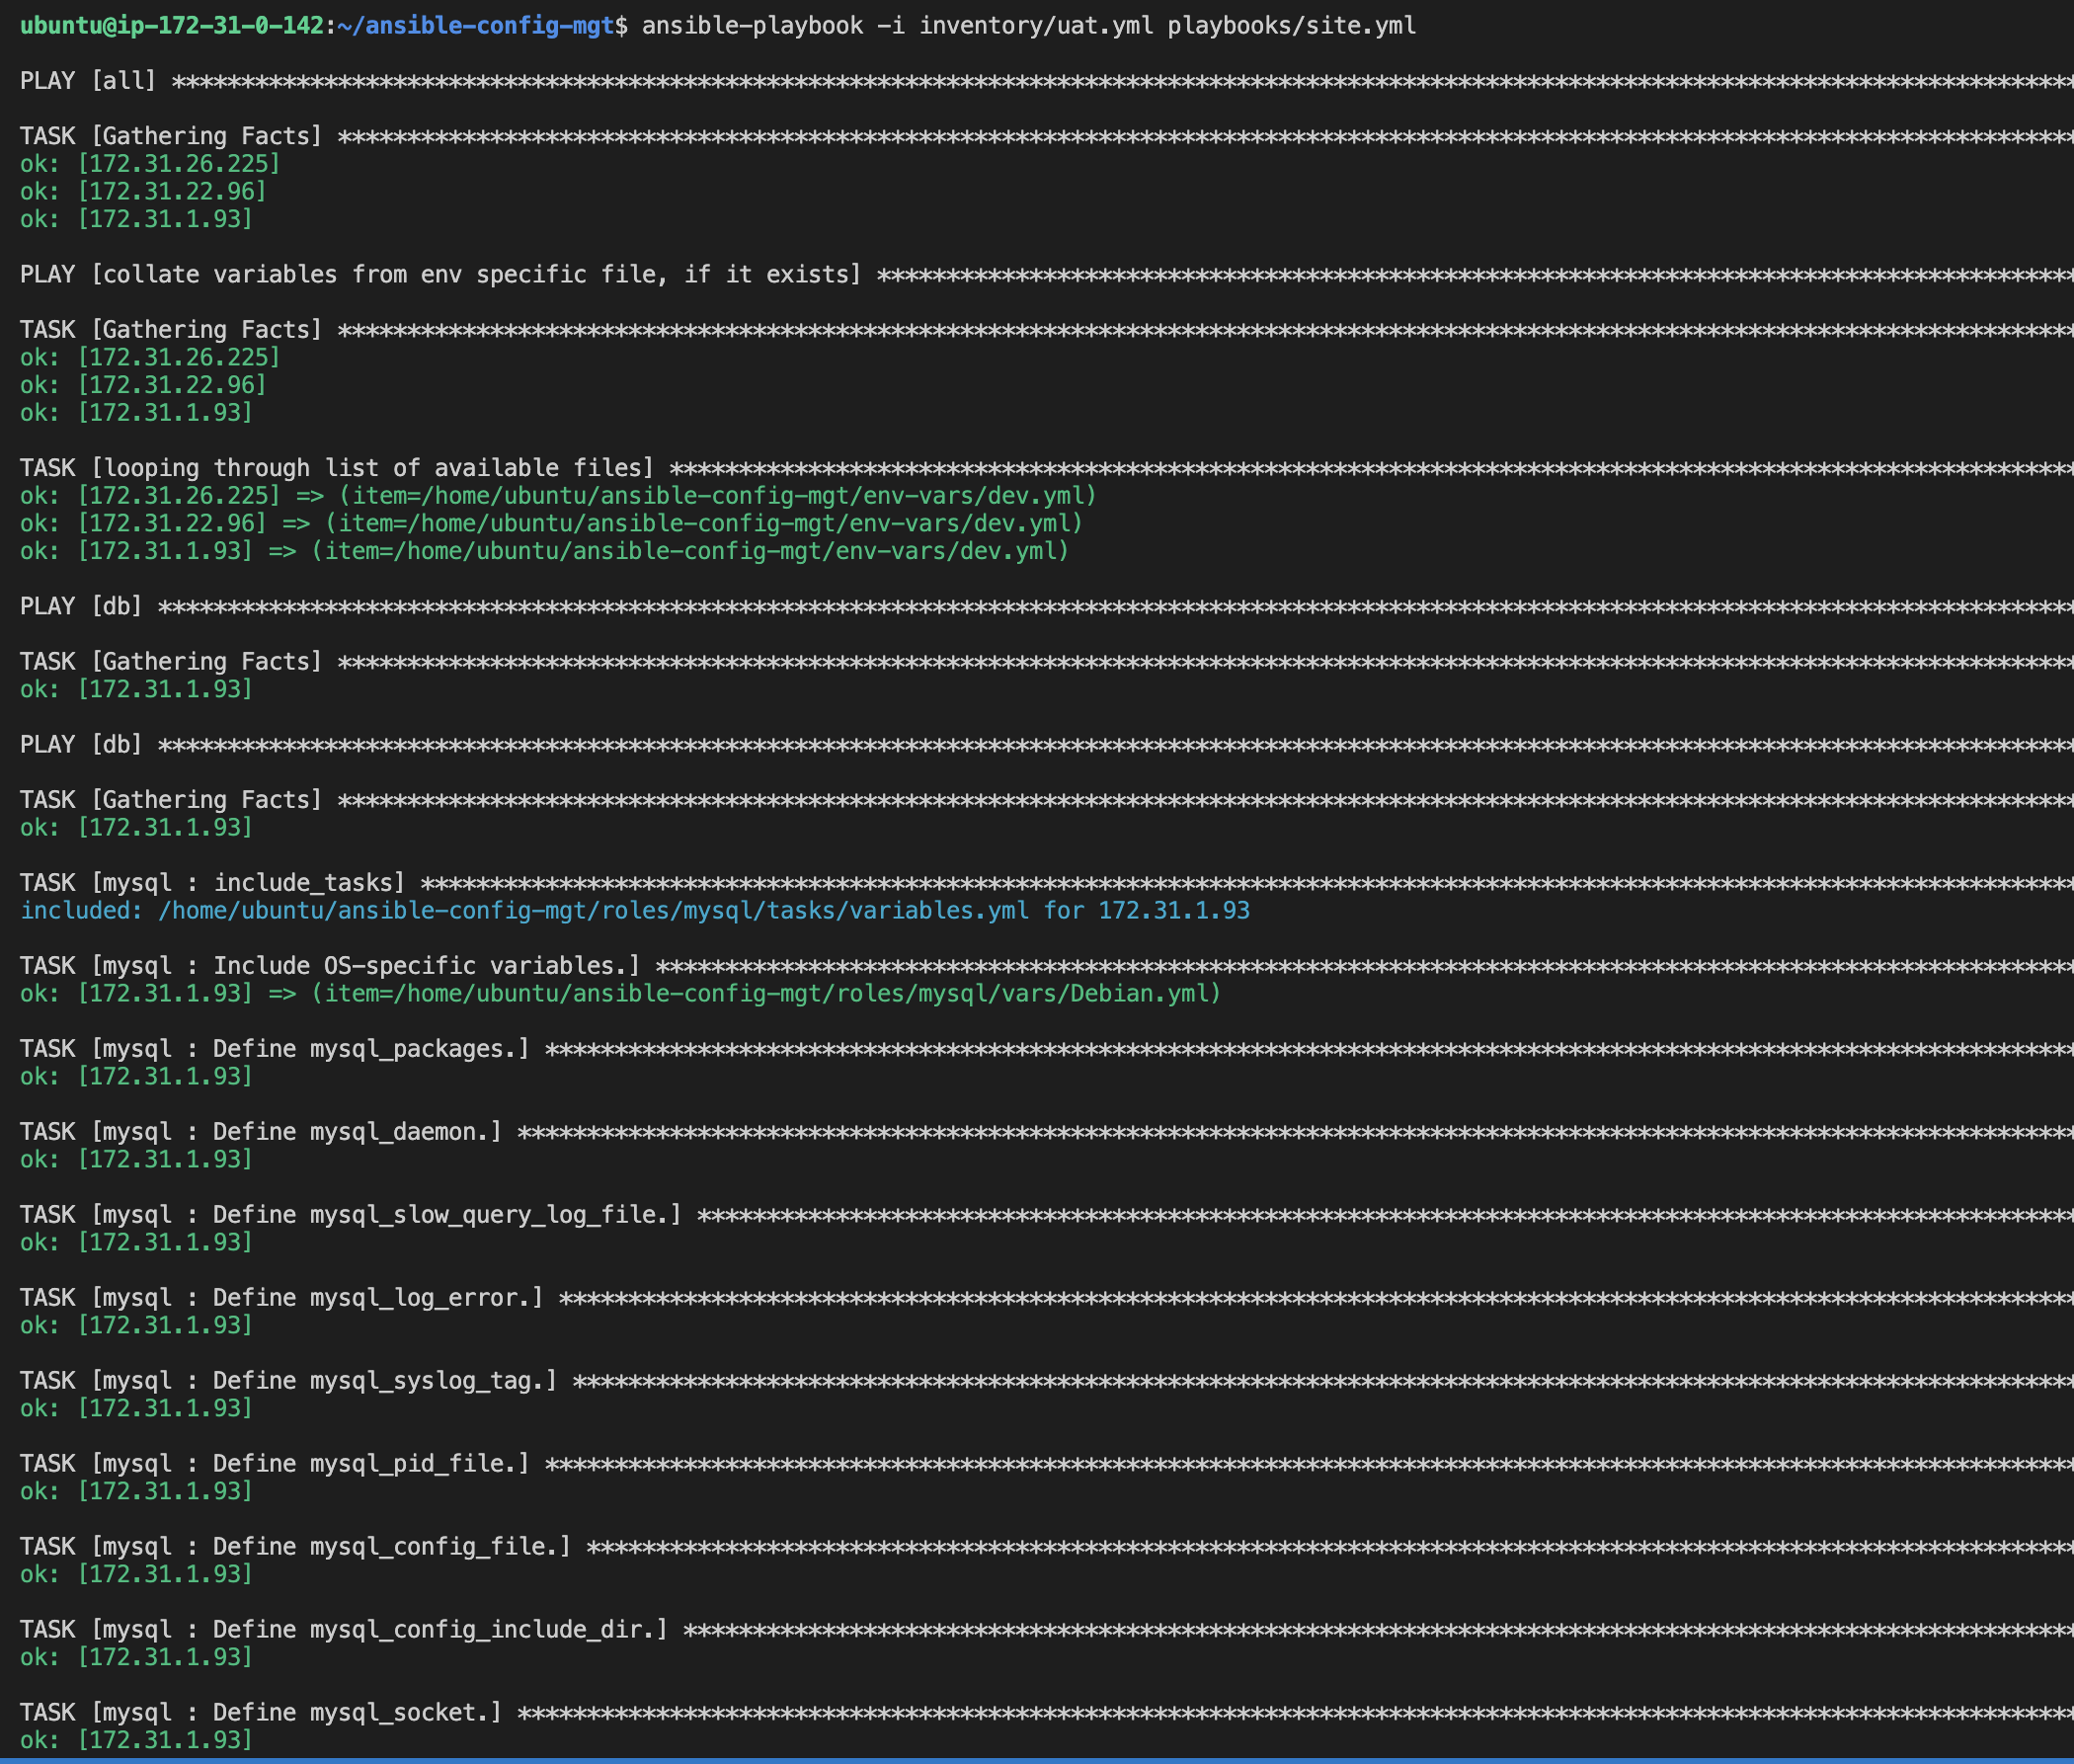 ubuntu@ip-172-31-0-142:~/ansible-config-mgt$ ansible-playbook -i inventory/uat.yml playbooks/site.yml
PLAY [all] ******************************************************************************************************************************************
TASK [Gathering Facts] ******************************************************************************************************************************
ok: [172.31.26.225]
ok: [172.31.22.96]
ok: [172.31.1.93]
PLAY [collate variables from env specific file, if it exists] ***************************************************************************************
TASK [Gathering Facts] ******************************************************************************************************************************
ok: [172.31.26.225]
ok: [172.31.22.96]
ok: [172.31.1.93]
TASK [looping through list of available files] ******************************************************************************************************
ok: [172.31.26.225] => (item=/home/ubuntu/ansible-config-mgt/env-vars/dev.yml)
ok: [172.31.22.96] => (item=/home/ubuntu/ansible-config-mgt/env-vars/dev.yml)
ok: [172.31.1.93] => (item=/home/ubuntu/ansible-config-mgt/env-vars/dev.yml)
PLAY [db] *******************************************************************************************************************************************
TASK [Gathering Facts] ******************************************************************************************************************************
ok: [172.31.1.93]
PLAY [db] *******************************************************************************************************************************************
TASK [Gathering Facts] ******************************************************************************************************************************
ok: [172.31.1.93]
TASK [mysql : include_tasks] ************************************************************************************************************************
included: /home/ubuntu/ansible-config-mgt/roles/mysql/tasks/variables.yml for 172.31.1.93
TASK [mysql : Include OS-specific variables.] *******************************************************************************************************
ok: [172.31.1.93] => (item=/home/ubuntu/ansible-config-mgt/roles/mysql/vars/Debian.yml)
TASK [mysql : Define mysql_packages.] ***************************************************************************************************************
ok: [172.31.1.93]
TASK [mysql : Define mysql_daemon.] *****************************************************************************************************************
ok: [172.31.1.93]
TASK [mysql : Define mysql_slow_query_log_file.] ****************************************************************************************************
ok: [172.31.1.93]
TASK [mysql : Define mysql_log_error.] **************************************************************************************************************
ok: [172.31.1.93]
TASK [mysql : Define mysql_syslog_tag.] *************************************************************************************************************
ok: [172.31.1.93]
TASK [mysql : Define mysql_pid_file.] ***************************************************************************************************************
ok: [172.31.1.93]
TASK [mysql : Define mysql_config_file.] ************************************************************************************************************
ok: [172.31.1.93]
TASK [mysql : Define mysql_config_include_dir.] *****************************************************************************************************
ok: [172.31.1.93]
TASK [mysql : Define mysql_socket.] *****************************************************************************************************************
ok: [172.31.1.93]